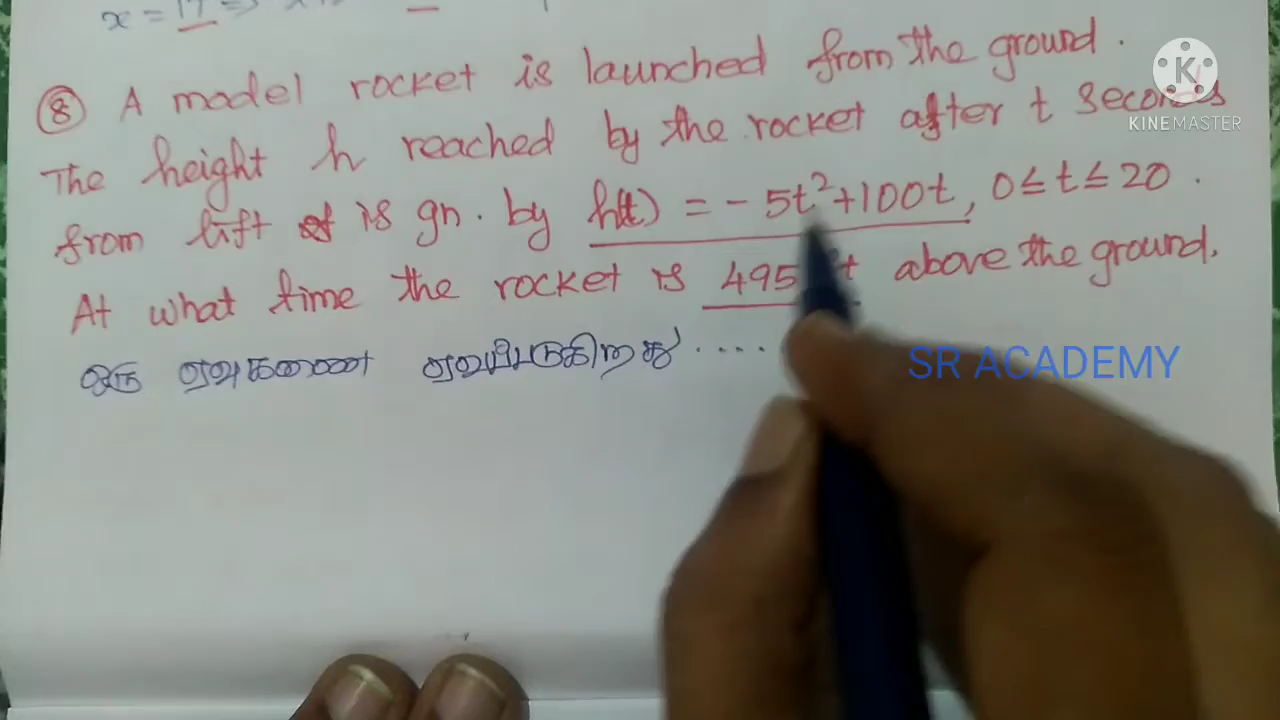 x = 17 ⇒
⑧ A model rocket is launched from the ground.
The height h reached by the rocket after t seconds
from lift is gn. by h(t) = -5t²+100t, 0≤t≤20.
At what time the rocket is 495 above the ground.
ஒரு ஏவுகணை ஏவப்படுகிறது .....
K
KINEMASTER
SR ACADEMY